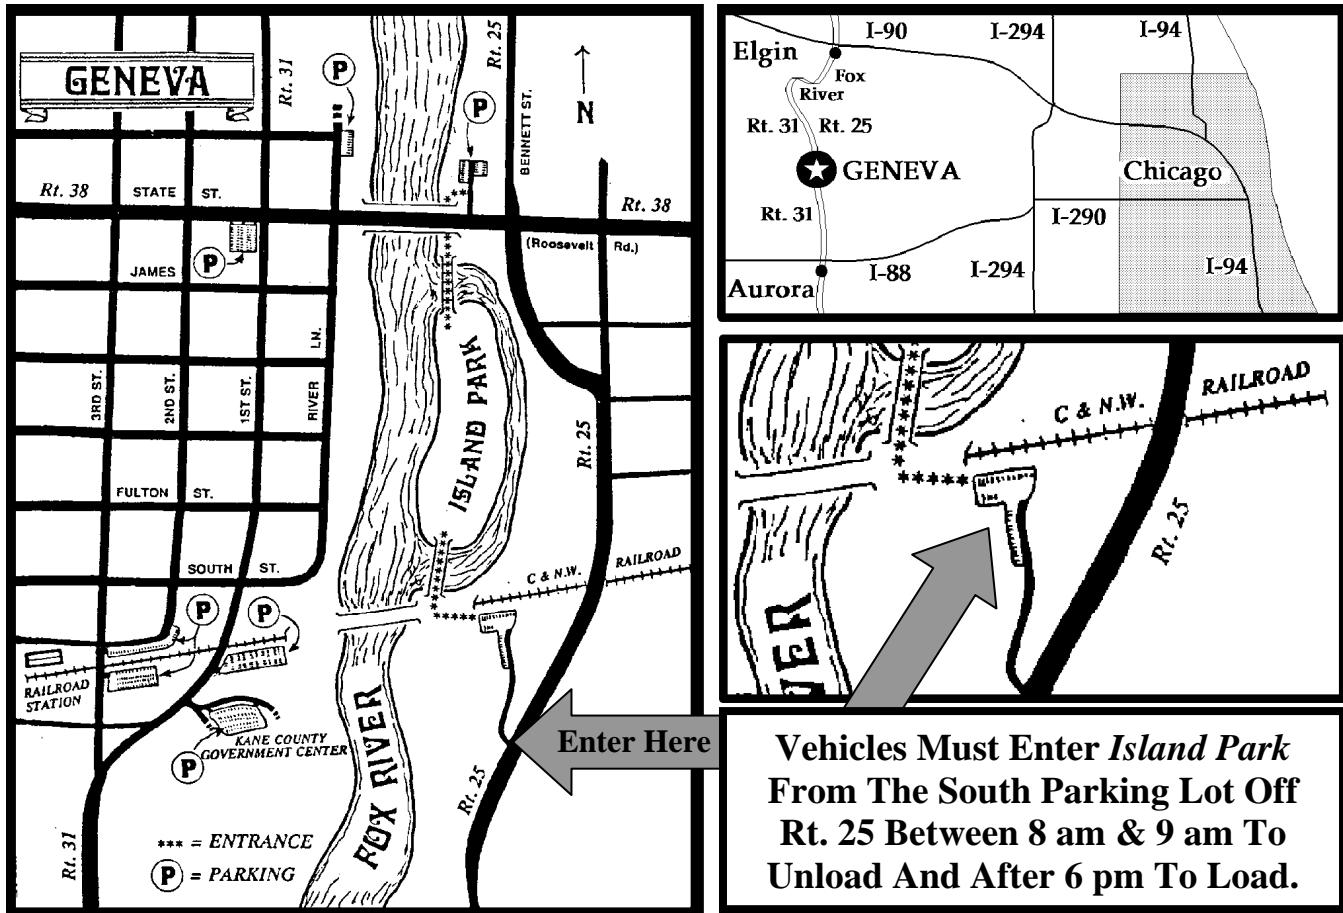 GENEVA
Rt. 31
P
Rt. 25
P
BENNETT ST.
N
Rt. 38
STATE ST.
Rt. 38
(Roosevelt Rd.)
P
JAMES
LN.
RIVER
3RD ST.
2ND ST.
1ST ST.
ISLAND PARK
Rt. 25
FULTON ST.
SOUTH ST.
C & N.W. RAILROAD
P
P
RAILROAD
STATION
KANE COUNTY
GOVERNMENT CENTER
P
FOX RIVER
Rt. 25
Rt. 31
*** = ENTRANCE
P = PARKING
Enter Here
I-90
I-294
I-94
Elgin
Fox
River
Rt. 31 Rt. 25
GENEVA
Chicago
Rt. 31
I-290
I-88
I-294
I-94
Aurora
C & N.W. RAILROAD
Rt. 25
VER
Vehicles Must Enter Island Park
From The South Parking Lot Off
Rt. 25 Between 8 am & 9 am To
Unload And After 6 pm To Load.